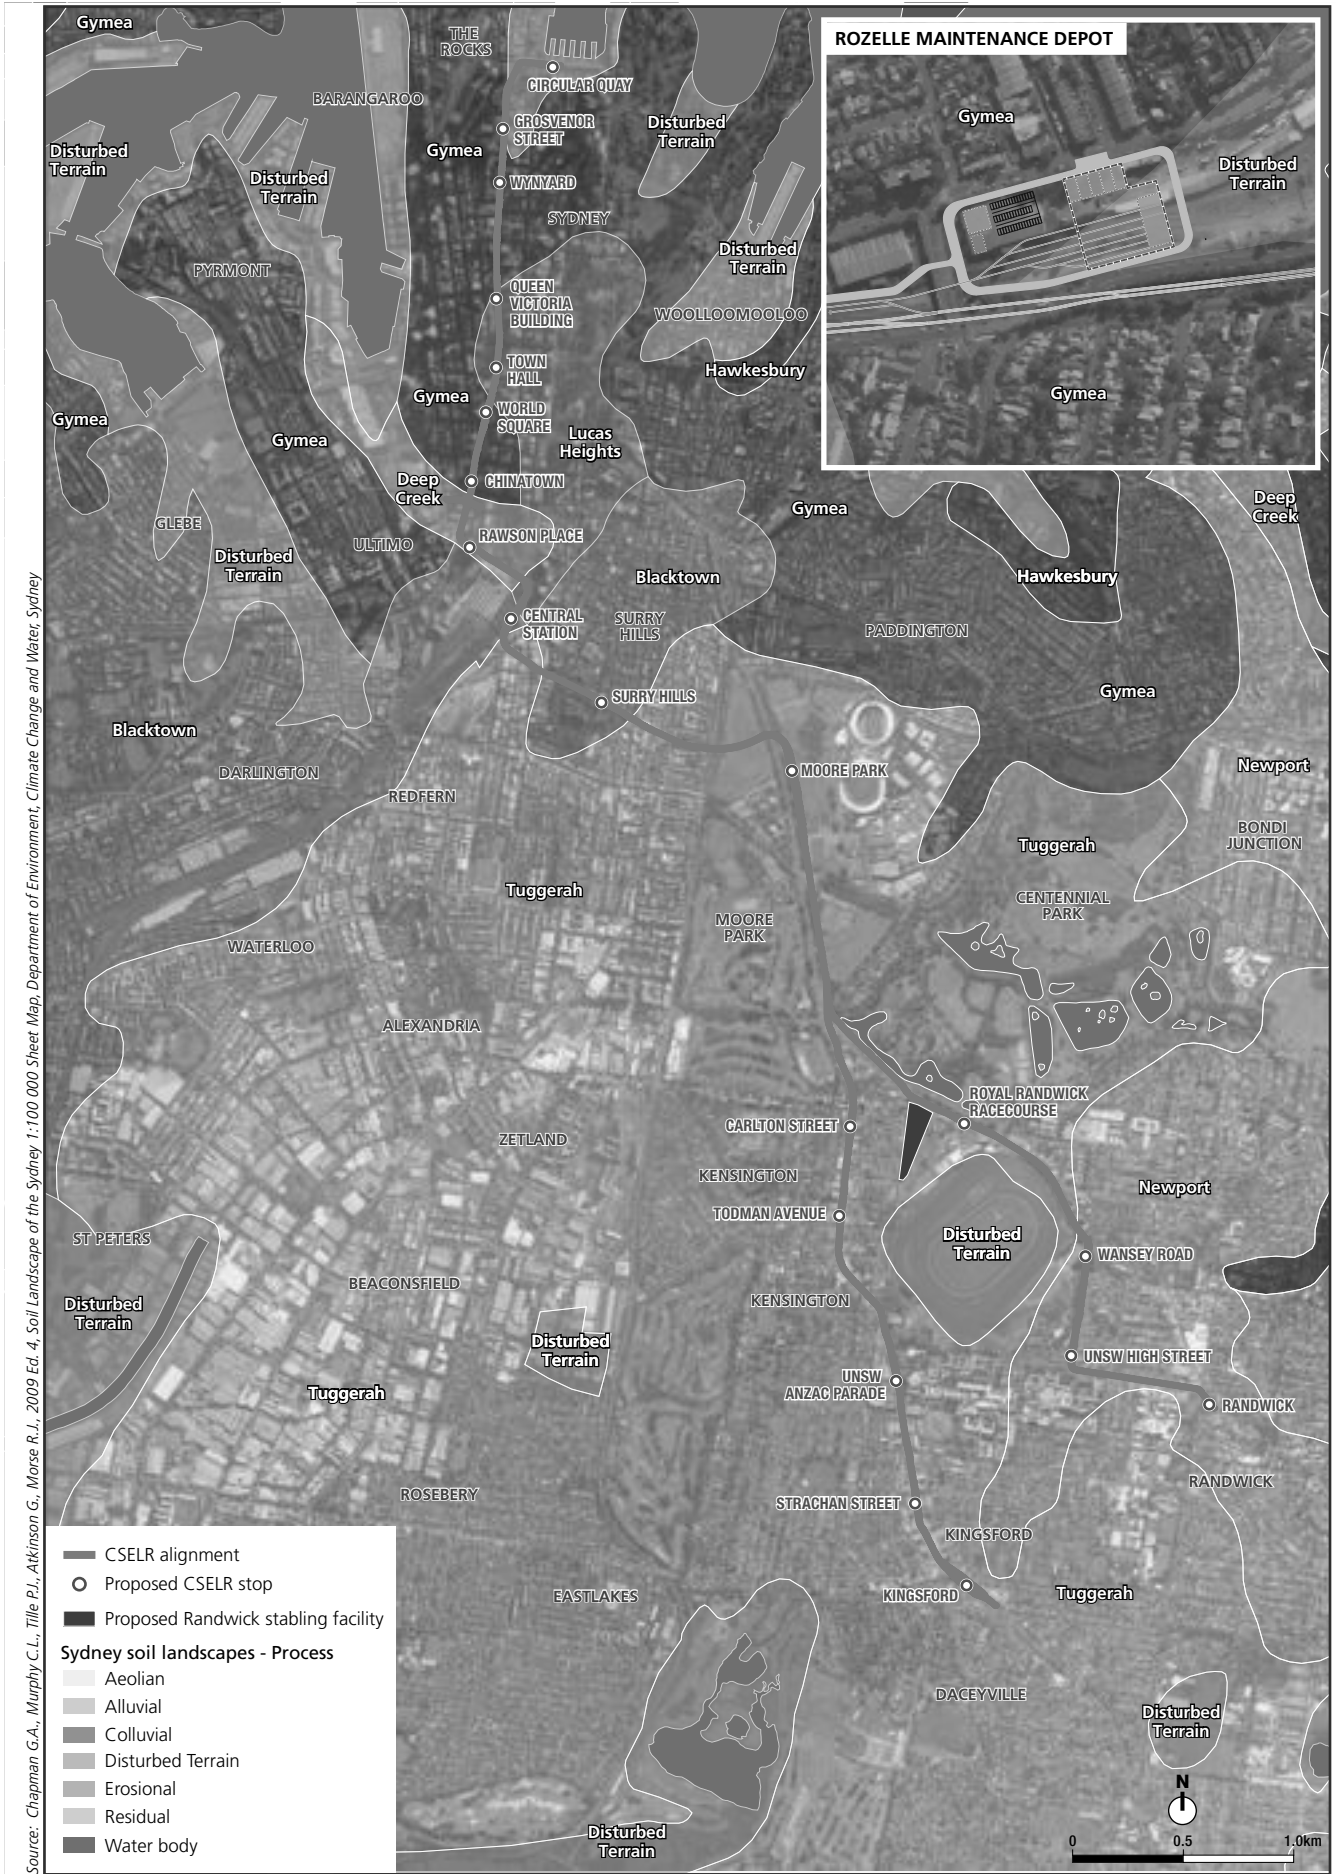 Gymea
THE
ROCKS
CIRCULAR QUAY
BARANGAROO
GROSVENOR
STREET
Gymea
Disturbed
Terrain
Disturbed
Terrain
Disturbed
Terrain
WYNYARD
SYDNEY
Disturbed
Terrain
PYRMONT
QUEEN
VICTORIA
BUILDING
WOOLLOOMOOLOO
Hawkesbury
TOWN
HALL
Gymea
WORLD
SQUARE
Gymea
Gymea
Lucas
Heights
Deep
Creek
CHINATOWN
ROZELLE MAINTENANCE DEPOT
Gymea
Disturbed
Terrain
Gymea
Gymea
Deep
Creek
GLEBE
ULTIMO
RAWSON PLACE
Disturbed
Terrain
Blacktown
Hawkesbury
CENTRAL
STATION
SURRY
HILLS
PADDINGTON
SURRY HILLS
Gymea
Blacktown
DARLINGTON
REDFERN
MOORE PARK
Newport
BONDI
JUNCTION
Tuggerah
Tuggerah
CENTENNIAL
PARK
MOORE
PARK
WATERLOO
ALEXANDRIA
ROYAL RANDWICK
RACECOURSE
CARLTON STREET
ZETLAND
KENSINGTON
Newport
TODMAN AVENUE
ST PETERS
Disturbed
Terrain
WANSEY ROAD
BEACONSFIELD
KENSINGTON
Disturbed
Terrain
Disturbed
Terrain
UNSW HIGH STREET
UNSW
ANZAC PARADE
Tuggerah
RANDWICK
RANDWICK
ROSEBERY
STRACHAN STREET
KINGSFORD
EASTLAKES
KINGSFORD
Tuggerah
DACEYVILLE
Disturbed
Terrain
Disturbed
Terrain
CSELR alignment
Proposed CSELR stop
Proposed Randwick stabling facility
Sydney soil landscapes - Process
Aeolian
Alluvial
Colluvial
Disturbed Terrain
Erosional
Residual
Water body
N
0 0.5 1.0km
Source: Chapman G.A., Murphy C.L., Tille P.J., Atkinson G., Morse R.J., 2009 Ed. 4, Soil Landscape of the Sydney 1:100 000 Sheet Map, Department of Environment, Climate Change and Water, Sydney